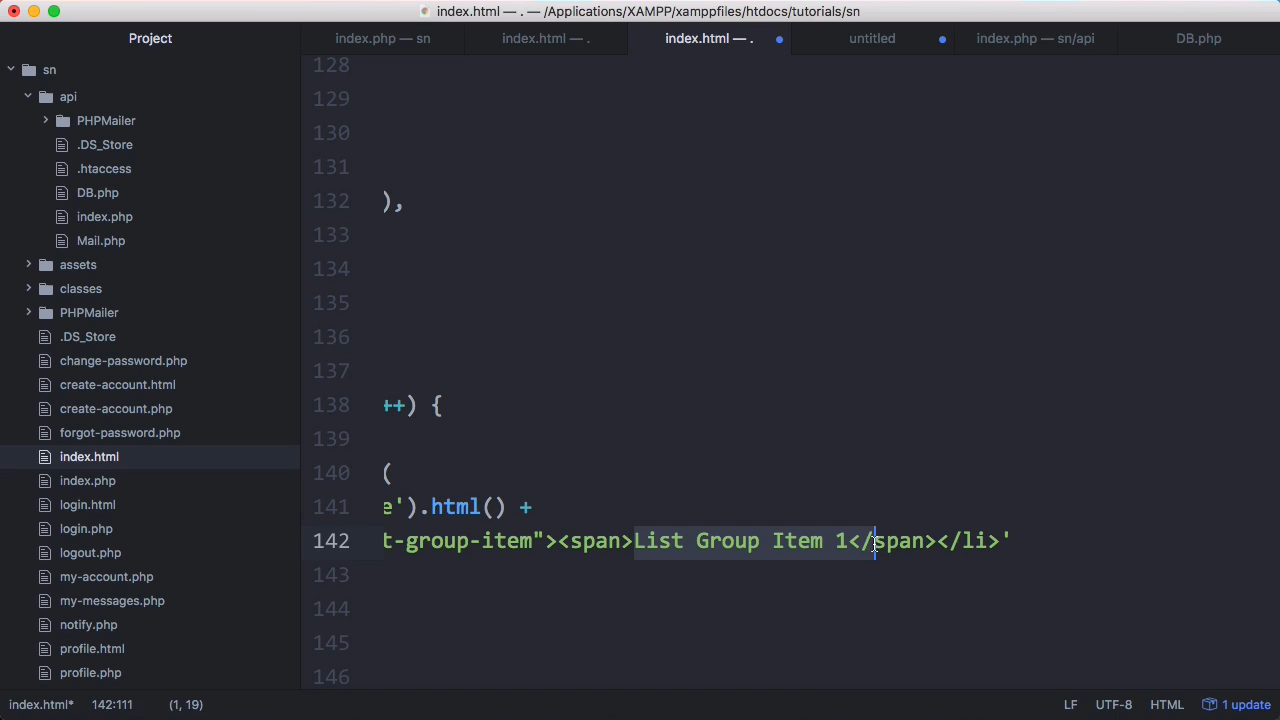 index.html — . — /Applications/XAMPP/xamppfiles/htdocs/tutorials/sn
Project
index.php — sn
index.html — .
index.html — .
untitled
index.php — sn/api
DB.php
sn
api
PHPMailer
.DS_Store
.htaccess
DB.php
index.php
Mail.php
assets
classes
PHPMailer
.DS_Store
change-password.php
create-account.html
create-account.php
forgot-password.php
index.html
index.php
login.html
login.php
logout.php
my-account.php
my-messages.php
notify.php
profile.html
profile.php
128
129
130
131
132 ),
133
134
135
136
137
138 ++) {
139
140 (
141 e').html() +
142 t-group-item"><span>List Group Item 1</span></li>'
143
144
145
146
index.html* 142:111 (1, 19)
LF UTF-8 HTML 1 update